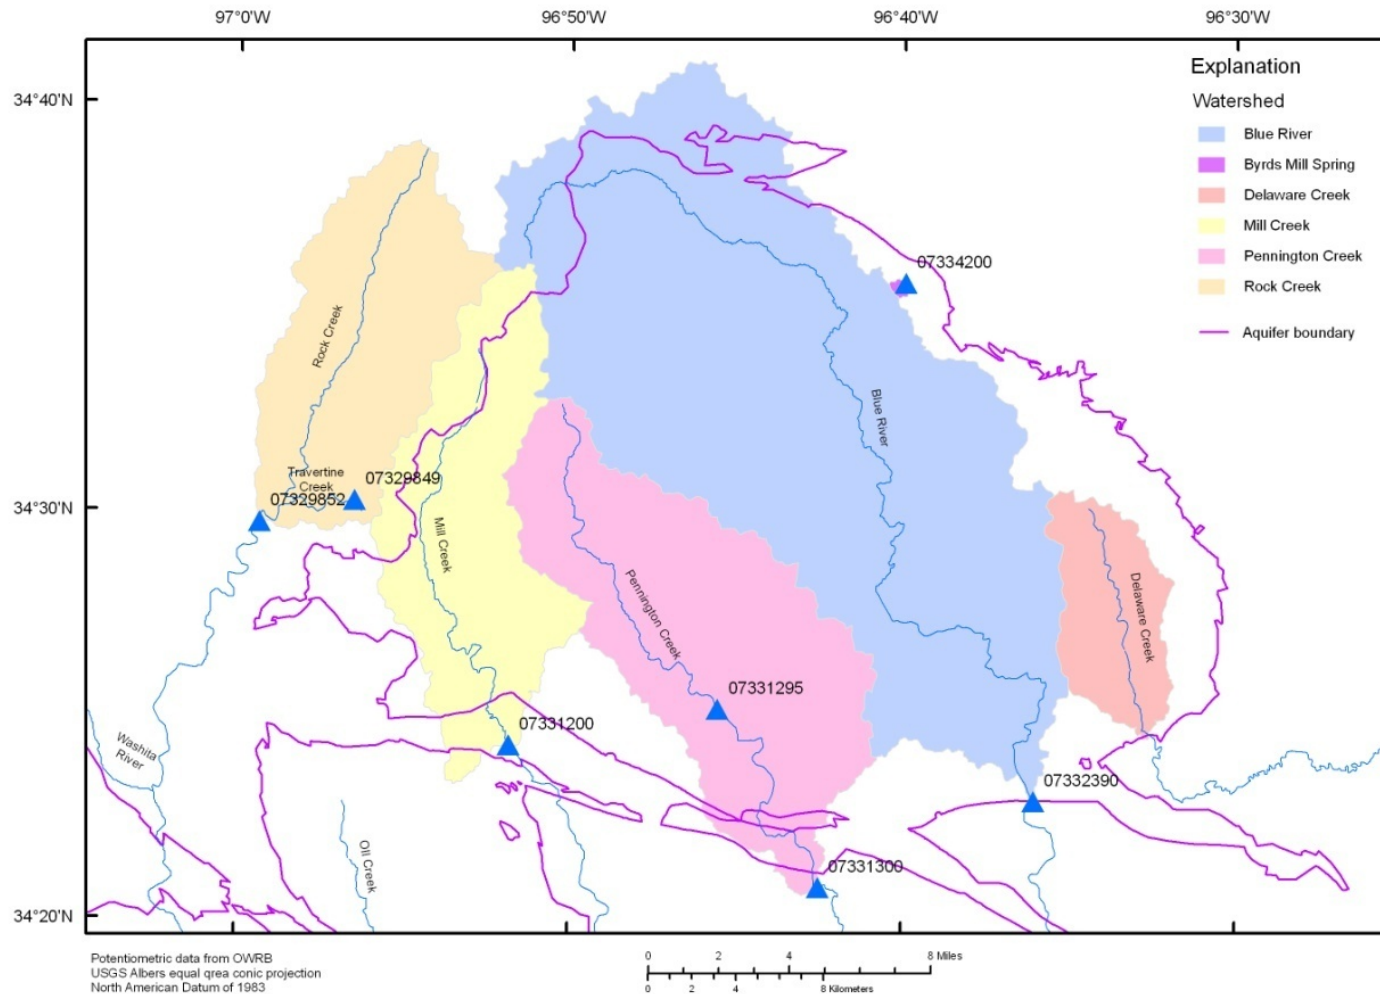 97°0'W 96°50'W 96°40'W 96°30'W
34°40'N
34°30'N
34°20'N
Explanation
Watershed
Blue River
Byrds Mill Spring
Delaware Creek
Mill Creek
Pennington Creek
Rock Creek
Aquifer boundary
07334200
Rock Creek
Blue River
Travertine
Creek
07329849
07329852
Mill Creek
Pennington Creek
Delaware Creek
07331295
07331200
Washita
River
07332390
Oil Creek
07331300
Potentiometric data from OWRB
USGS Albers equal qrea conic projection
North American Datum of 1983
0 2 4 8 Miles
0 2 4 8 Kilometers